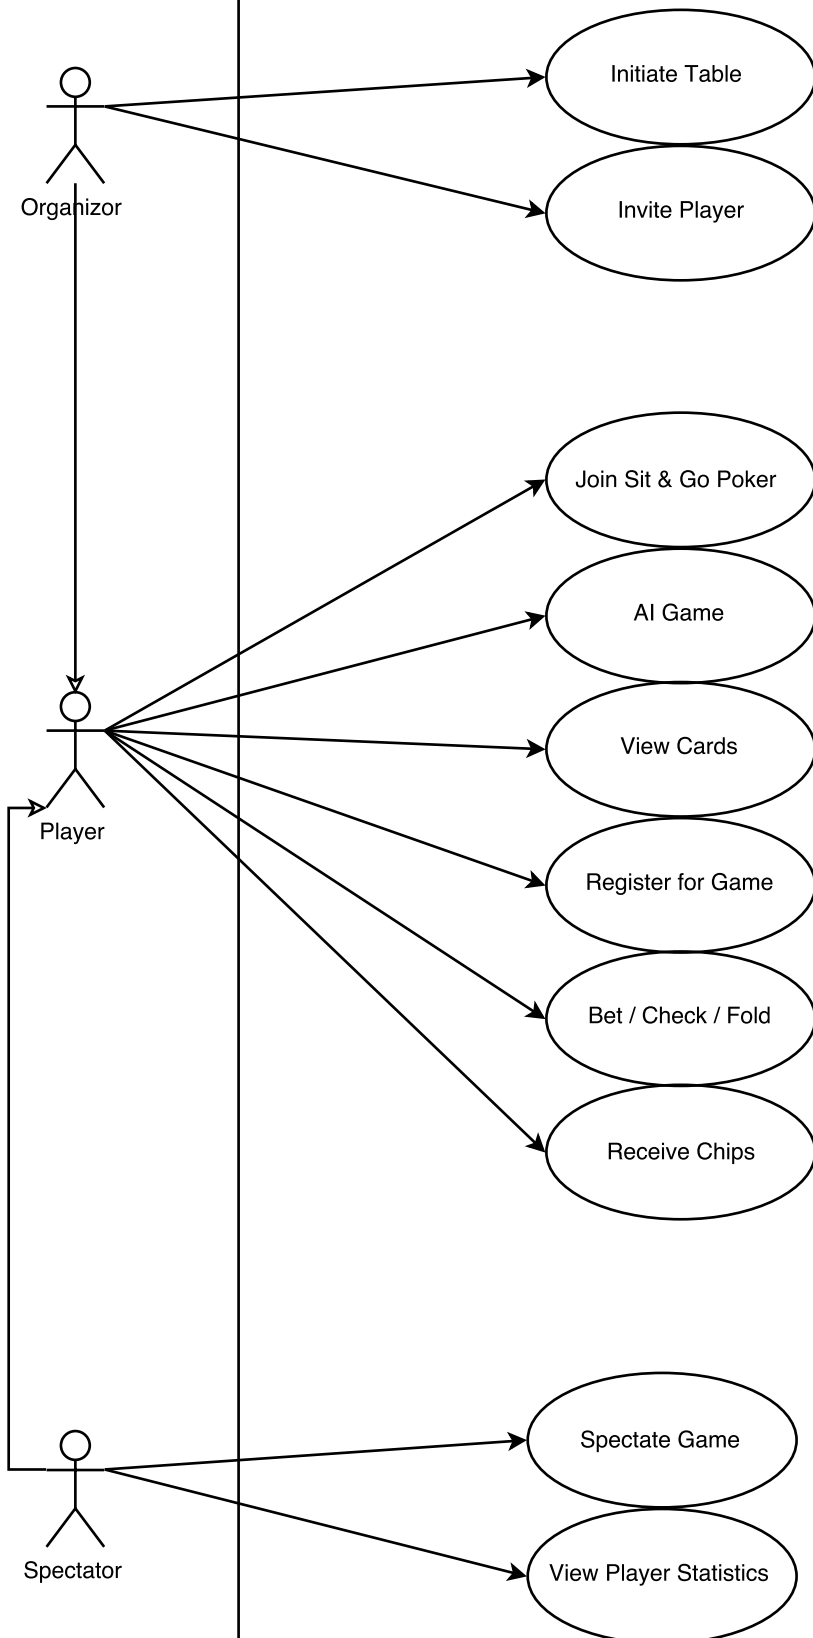 Initiate Table
Organizor
Invite Player
Join Sit & Go Poker
AI Game
View Cards
Player
Register for Game
Bet / Check / Fold
Receive Chips
Spectate Game
Spectator
View Player Statistics